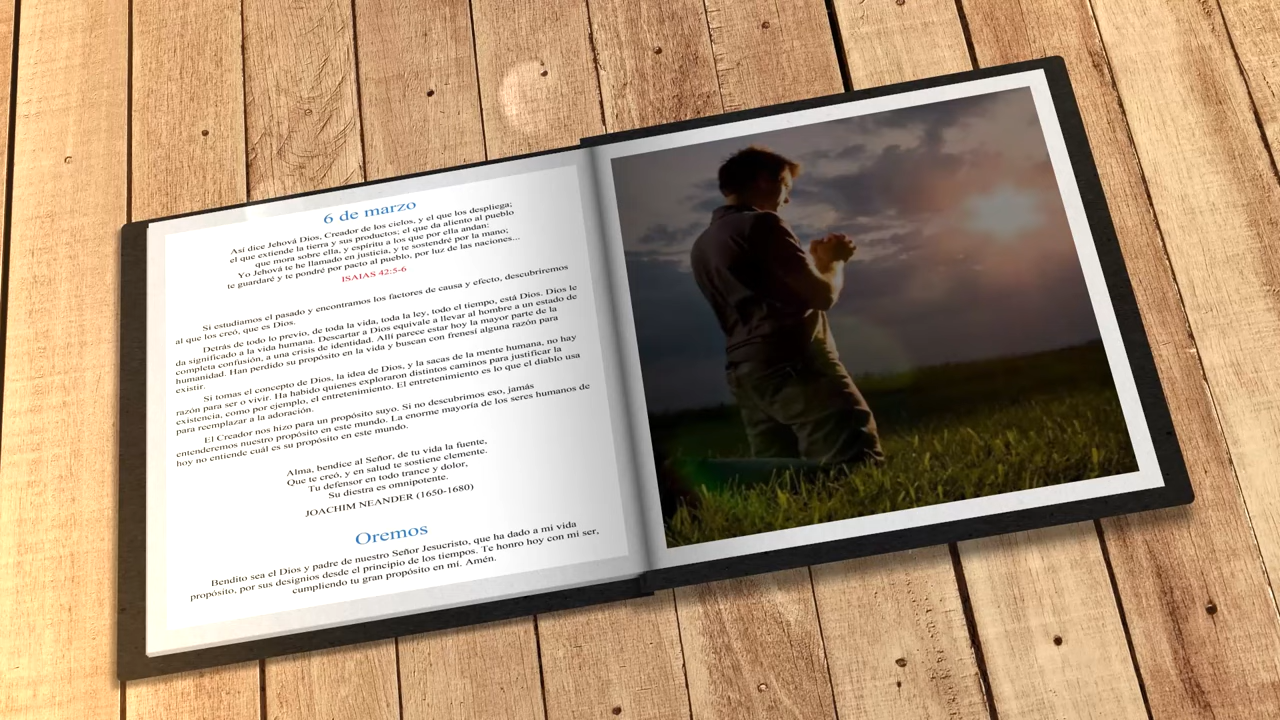 6 de marzo
Así dice Jehová Dios, Creador de los cielos, y el que los despliega;
el que extiende la tierra y sus productos; el que da aliento al pueblo
que mora sobre ella, y espíritu a los que por ella andan:
Yo Jehová te he llamado en justicia, y te sostendré por la mano;
te guardaré y te pondré por pacto al pueblo, por luz de las naciones...
ISAIAS 42:5-6
Si estudiamos el pasado y encontramos los factores de causa y efecto, descubriremos
al que los creó, que es Dios.
Detrás de todo lo previo, de toda la vida, toda la ley, todo el tiempo, está Dios. Dios le
da significado a la vida humana. Descartar a Dios equivale a llevar al hombre a un estado de
completa confusión, a una crisis de identidad. Allí parece estar hoy la mayor parte de la
humanidad. Han perdido su propósito en la vida y buscan con frenesí alguna razón para
existir.
Si tomas el concepto de Dios, la idea de Dios, y la sacas de la mente humana, no hay
razón para ser o vivir. Ha habido quienes exploraron distintos caminos para justificar la
existencia, como por ejemplo, el entretenimiento. El entretenimiento es lo que el diablo usa
para reemplazar a la adoración.
El Creador nos hizo para un propósito suyo. Si no descubrimos eso, jamás
entenderemos nuestro propósito en este mundo. La enorme mayoría de los seres humanos de
hoy no entiende cuál es su propósito en este mundo.
Alma, bendice al Señor, de tu vida la fuente,
Que te creó, y en salud te sostiene clemente.
Tu defensor en todo trance y dolor,
Su diestra es omnipotente.
JOACHIM NEANDER (1650-1680)
Oremos
Bendito sea el Dios y padre de nuestro Señor Jesucristo, que ha dado a mi vida
propósito, por sus designios desde el principio de los tiempos. Te honro hoy con mi ser,
cumpliendo tu gran propósito en mí. Amén.